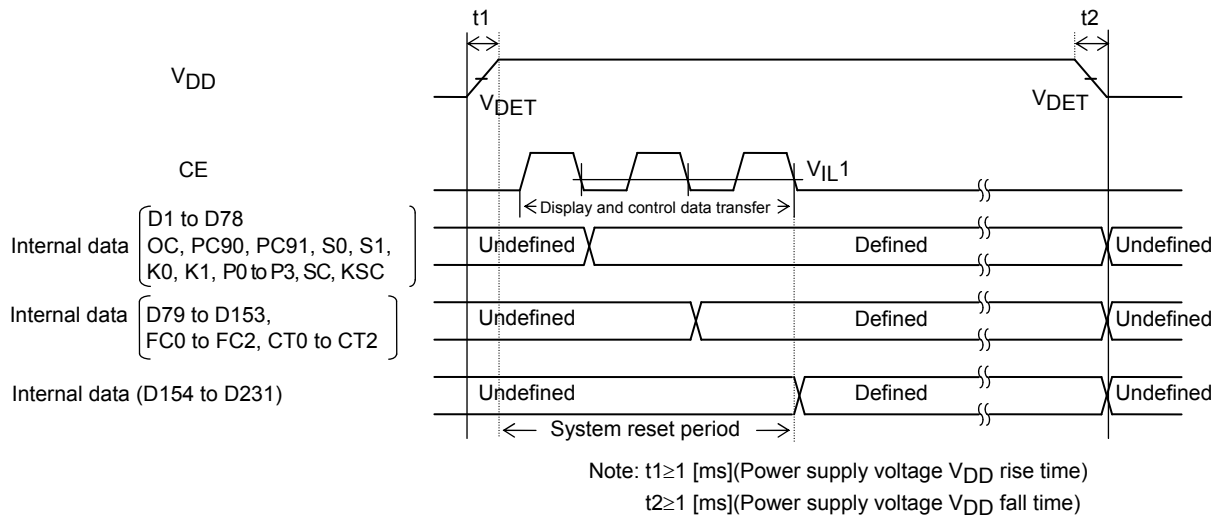 t1 t2
VDD
VDET VDET
CE
VIL1
Display and control data transfer
D1 to D78
Internal data OC, PC90, PC91, S0, S1, Undefined Defined Undefined
K0, K1, P0 to P3, SC, KSC
Internal data D79 to D153, Undefined Defined Undefined
FC0 to FC2, CT0 to CT2
Internal data (D154 to D231) Undefined Defined Undefined
System reset period
Note: t1≥1 [ms](Power supply voltage VDD rise time)
t2≥1 [ms](Power supply voltage VDD fall time)